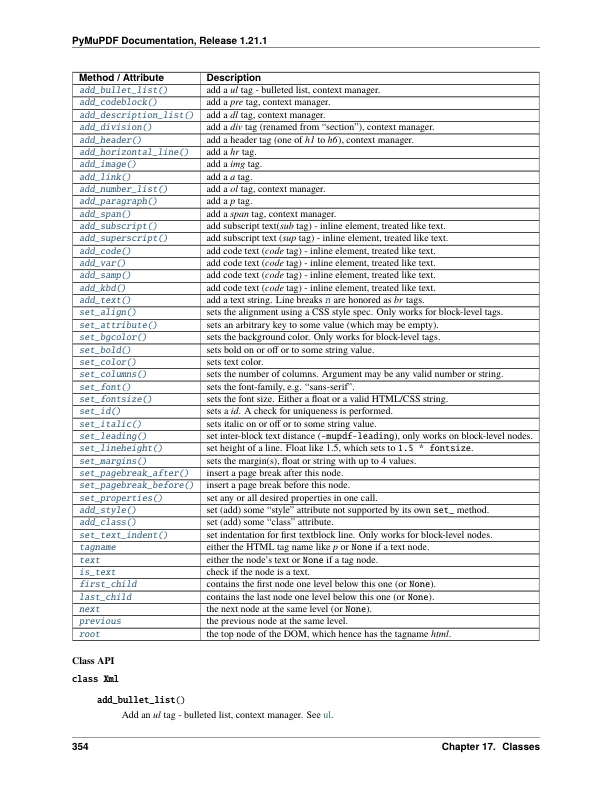 PyMuPDF Documentation, Release 1.21.1
Method / Attribute Description
add_bullet_list() add a ul tag - bulleted list, context manager.
add_codeblock() add a pre tag, context manager.
add_description_list() add a dl tag, context manager.
add_division() add a div tag (renamed from “section”), context manager.
add_header() add a header tag (one of h1 to h6), context manager.
add_horizontal_line() add a hr tag.
add_image() add a img tag.
add_link() add a a tag.
add_number_list() add a ol tag, context manager.
add_paragraph() add a p tag.
add_span() add a span tag, context manager.
add_subscript() add subscript text(sub tag) - inline element, treated like text.
add_superscript() add subscript text (sup tag) - inline element, treated like text.
add_code() add code text (code tag) - inline element, treated like text.
add_var() add code text (code tag) - inline element, treated like text.
add_samp() add code text (code tag) - inline element, treated like text.
add_kbd() add code text (code tag) - inline element, treated like text.
add_text() add a text string. Line breaks n are honored as br tags.
set_align() sets the alignment using a CSS style spec. Only works for block-level tags.
set_attribute() sets an arbitrary key to some value (which may be empty).
set_bgcolor() sets the background color. Only works for block-level tags.
set_bold() sets bold on or off or to some string value.
set_color() sets text color.
set_columns() sets the number of columns. Argument may be any valid number or string.
set_font() sets the font-family, e.g. “sans-serif”.
set_fontsize() sets the font size. Either a float or a valid HTML/CSS string.
set_id() sets a id. A check for uniqueness is performed.
set_italic() sets italic on or off or to some string value.
set_leading() set inter-block text distance (-mupdf-leading), only works on block-level nodes.
set_lineheight() set height of a line. Float like 1.5, which sets to 1.5 * fontsize.
set_margins() sets the margin(s), float or string with up to 4 values.
set_pagebreak_after() insert a page break after this node.
set_pagebreak_before() insert a page break before this node.
set_properties() set any or all desired properties in one call.
add_style() set (add) some “style” attribute not supported by its own set_ method.
add_class() set (add) some “class” attribute.
set_text_indent() set indentation for first textblock line. Only works for block-level nodes.
tagname either the HTML tag name like p or None if a text node.
text either the node's text or None if a tag node.
is_text check if the node is a text.
first_child contains the first node one level below this one (or None).
last_child contains the last node one level below this one (or None).
next the next node at the same level (or None).
previous the previous node at the same level.
root the top node of the DOM, which hence has the tagname html.
Class API
class Xml
add_bullet_list()
Add an ul tag - bulleted list, context manager. See ul.
354 Chapter 17. Classes